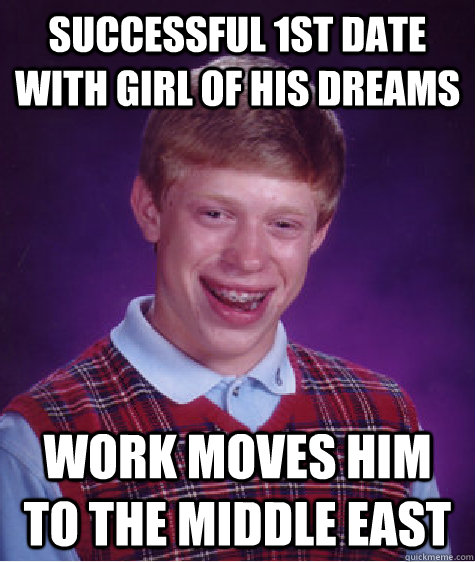 SUCCESSFUL 1ST DATE
WITH GIRL OF HIS DREAMS
WORK MOVES HIM
TO THE MIDDLE EAST
quickmeme.com